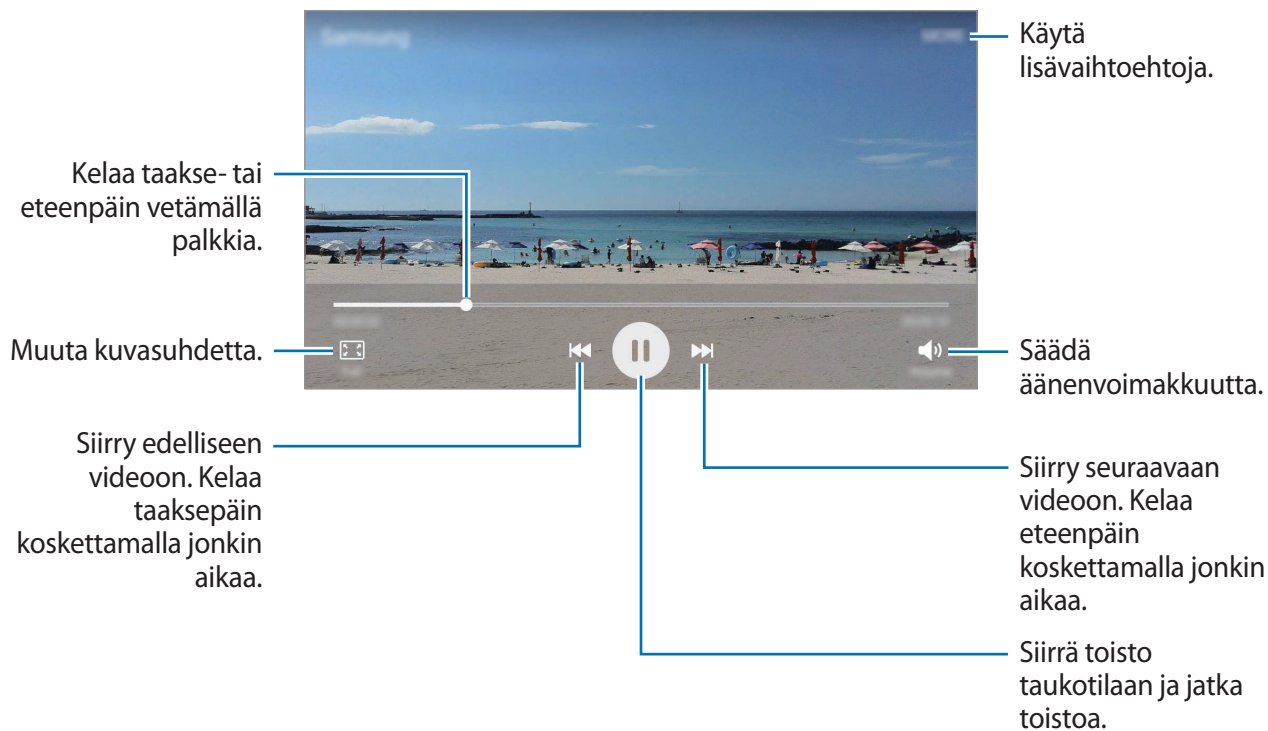 Käytä
lisävaihtoehtoja.
Kelaa taakse- tai
eteenpäin vetämällä
palkkia.
Muuta kuvasuhdetta.
Säädä
äänenvoimakkuutta.
Siirry edelliseen
videoon. Kelaa
taaksepäin
koskettamalla jonkin
aikaa.
Siirry seuraavaan
videoon. Kelaa
eteenpäin
koskettamalla jonkin
aikaa.
Siirrä toisto
taukotilaan ja jatka
toistoa.